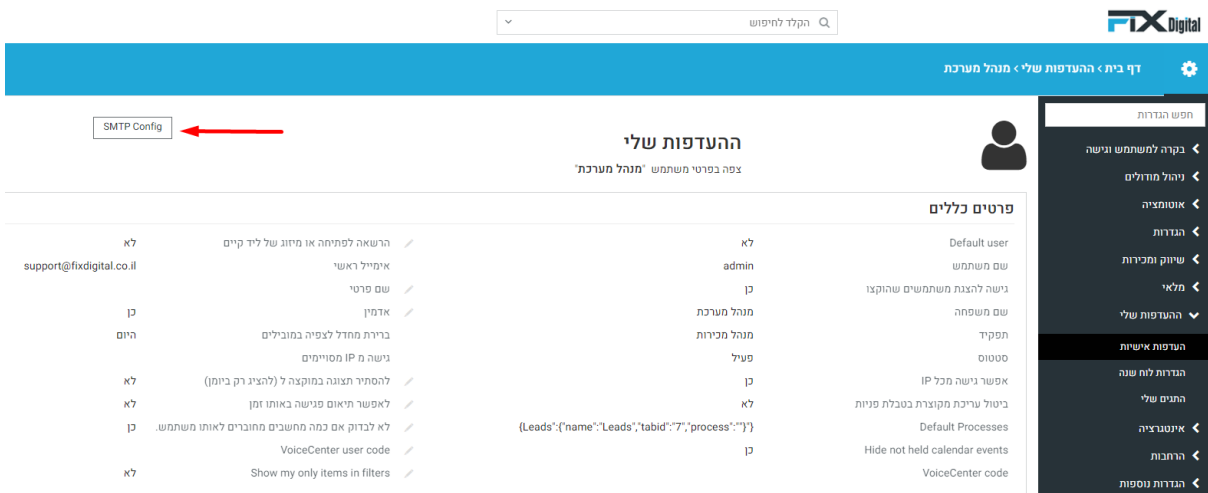 FIX Digital
הקלד לחיפוש
דף בית > ההעדפות שלי > מנהל מערכת
חפש הגדרות
בקרה למשתמש וגישה
ניהול מודולים
אוטומציה
הגדרות
שיווק ומכירות
מלאי
ההעדפות שלי
העדפות אישיות
הגדרות לוח שנה
התגים שלי
אינטגרציה
הרחבות
הגדרות נוספות
ההעדפות שלי
צפה בפרטי משתמש "מנהל מערכת"
SMTP Config
פרטים כללים
Default user לא הרשאה לפתיחה או מיזוג של ליד קיים לא
שם משתמש admin אימייל ראשי support@fixdigital.co.il
גישה להצגת משתמשים שהוקצו כן שם פרטי
שם משפחה מנהל מערכת אדמין כן
תפקיד מנהל מכירות ברירת מחדל לצפיה במובילים היום
סטטוס פעיל גישה מ IP מסויימים
אפשר גישה מכל IP כן להסתיר תצוגה במוקצה ל (להציג רק ביומן) לא
ביטול עריכת מקוצרת בטבלת פניות לא לאפשר תיאום פגישה באותו זמן לא
Default Processes {Leads":{"name":"Leads","tabid":"7","process":""}"} לא לבדוק אם כמה מחשבים מחוברים לאותו משתמש. כן
Hide not held calendar events כן VoiceCenter user code
VoiceCenter code Show my only items in filters לא